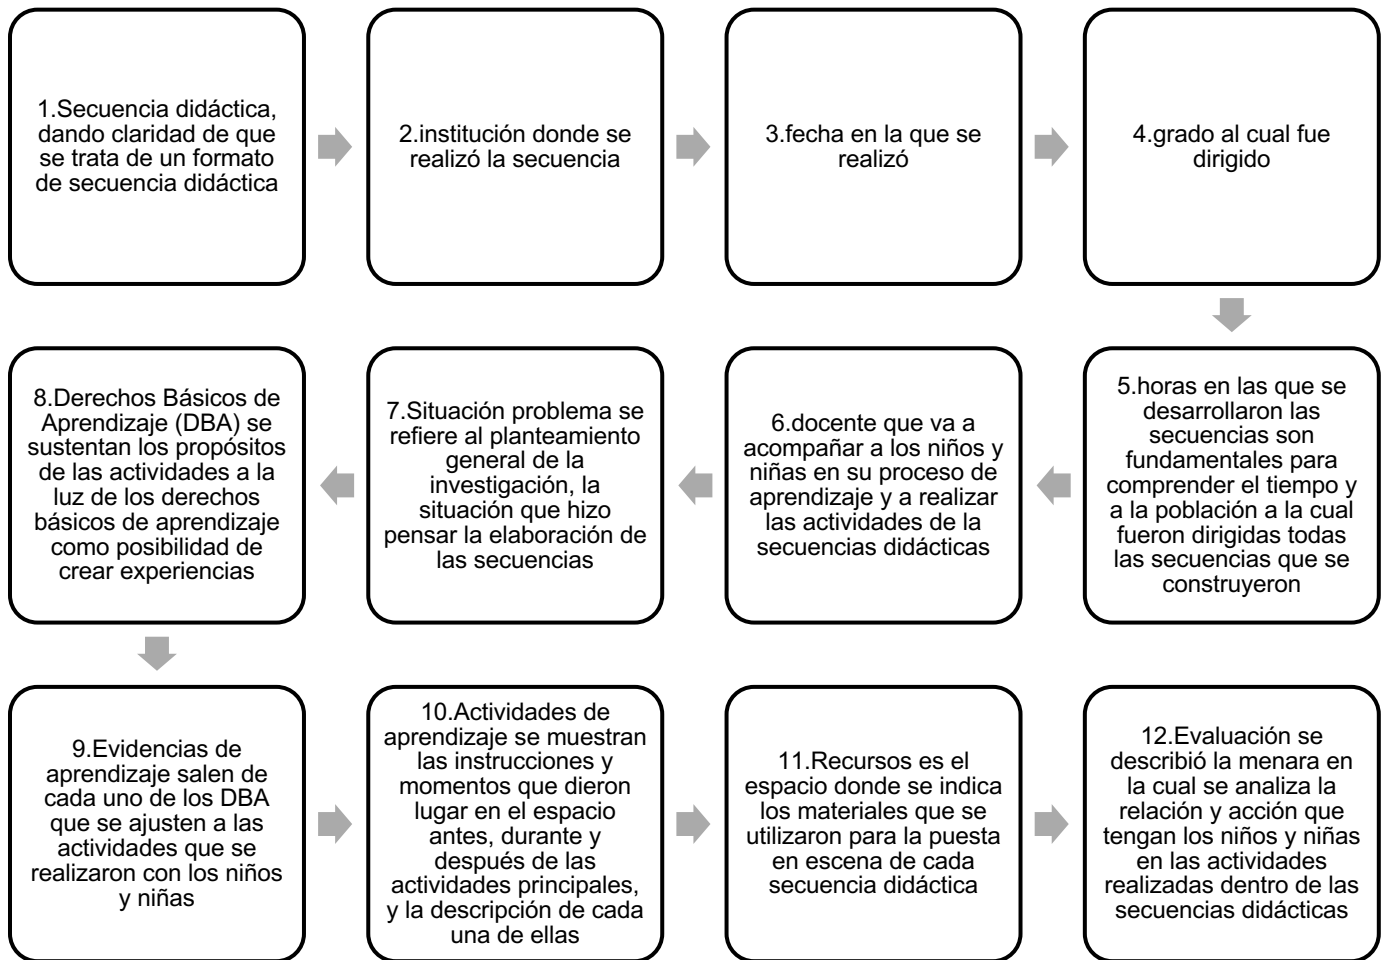 1.Secuencia didáctica,
dando claridad de que
se trata de un formato
de secuencia didáctica
2.institución donde se
realizó la secuencia
3.fecha en la que se
realizó
4.grado al cual fue
dirigido
5.horas en las que se
desarrollaron las
secuencias son
fundamentales para
comprender el tiempo y
a la población a la cual
fueron dirigidas todas
las secuencias que se
construyeron
6.docente que va a
acompañar a los niños y
niñas en su proceso de
aprendizaje y a realizar
las actividades de la
secuencias didácticas
7.Situación problema se
refiere al planteamiento
general de la
investigación, la
situación que hizo
pensar la elaboración de
las secuencias
8.Derechos Básicos de
Aprendizaje (DBA) se
sustentan los propósitos
de las actividades a la
luz de los derechos
básicos de aprendizaje
como posibilidad de
crear experiencias
9.Evidencias de
aprendizaje salen de
cada uno de los DBA
que se ajusten a las
actividades que se
realizaron con los niños
y niñas
10.Actividades de
aprendizaje se muestran
las instrucciones y
momentos que dieron
lugar en el espacio
antes, durante y
después de las
actividades principales,
y la descripción de cada
una de ellas
11.Recursos es el
espacio donde se indica
los materiales que se
utilizaron para la puesta
en escena de cada
secuencia didáctica
12.Evaluación se
describió la menara en
la cual se analiza la
relación y acción que
tengan los niños y niñas
en las actividades
realizadas dentro de las
secuencias didácticas